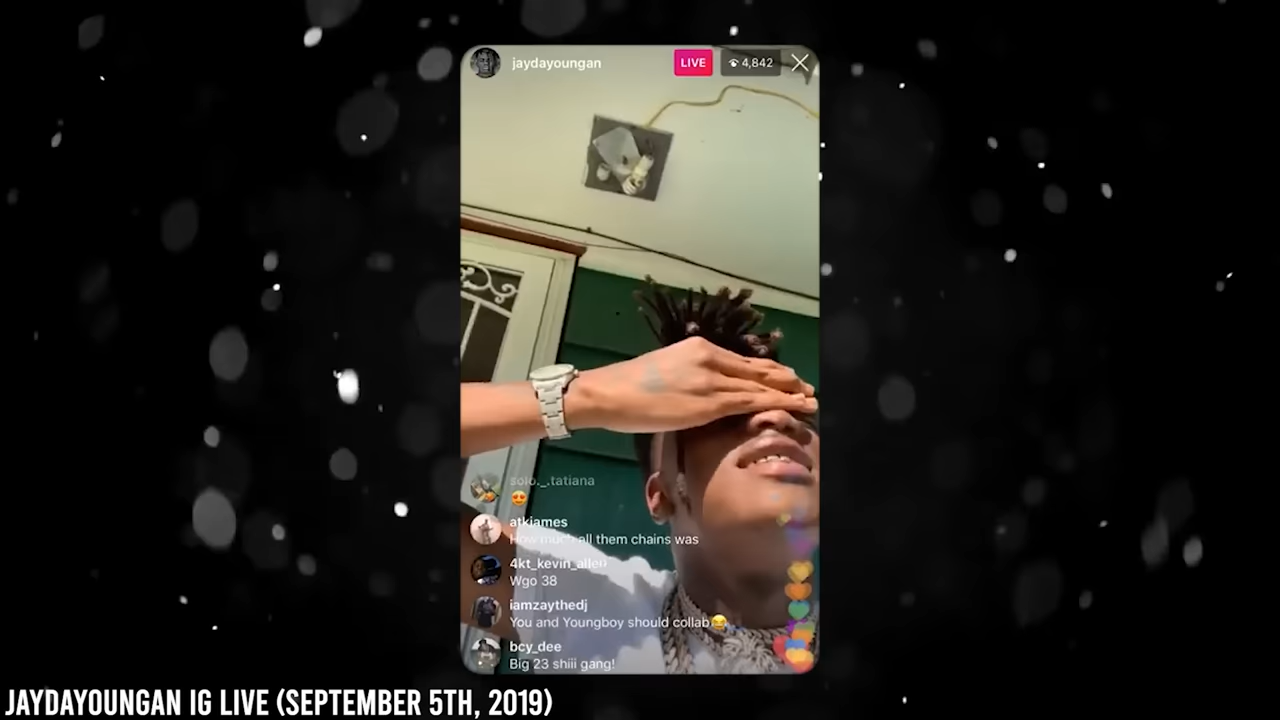 jaydayoungan
LIVE
4,842
solo._.tatiana
😍
atkjames
How much all them chains was
4kt_kevin_allen
Wgo 38
iamzaythedj
You and Youngboy should collab😂
bcy_dee
Big 23 shiii gang!
JAYDAYOUNGAN IG LIVE (SEPTEMBER 5TH, 2019)